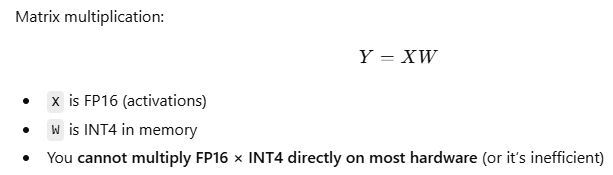 Matrix multiplication:
Y = XW
• X is FP16 (activations)
• W is INT4 in memory
• You cannot multiply FP16 × INT4 directly on most hardware (or it's inefficient)